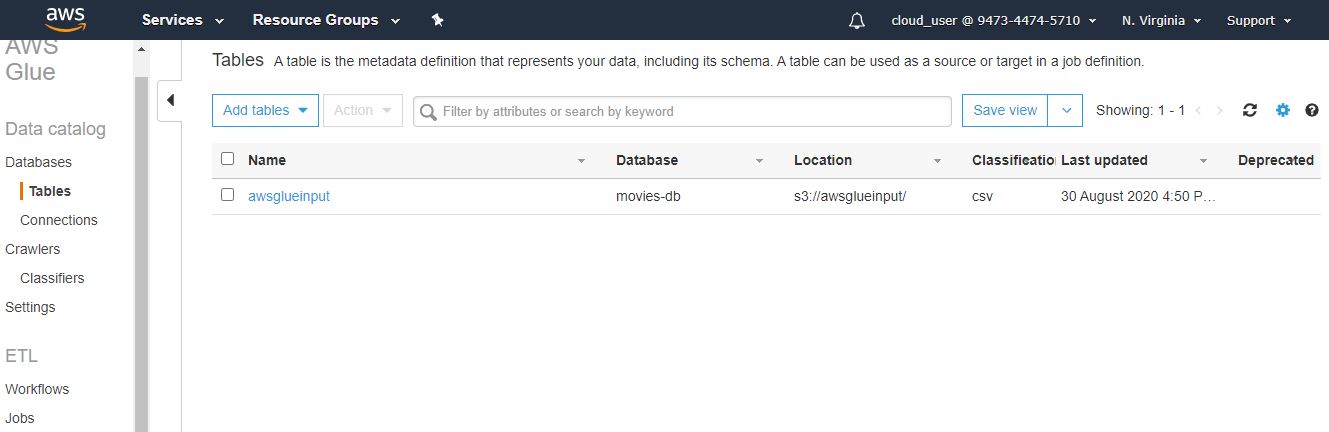 aws Services Resource Groups cloud_user @ 9473-4474-5710 N. Virginia Support
AWS
Glue
Data catalog
Databases
Tables
Connections
Crawlers
Classifiers
Settings
ETL
Workflows
Jobs
Tables A table is the metadata definition that represents your data, including its schema. A table can be used as a source or target in a job definition.
Add tables Action Filter by attributes or search by keyword Save view Showing: 1 - 1
Name Database Location Classification Last updated Deprecated
awsglueinput movies-db s3://awsglueinput/ csv 30 August 2020 4:50 P...